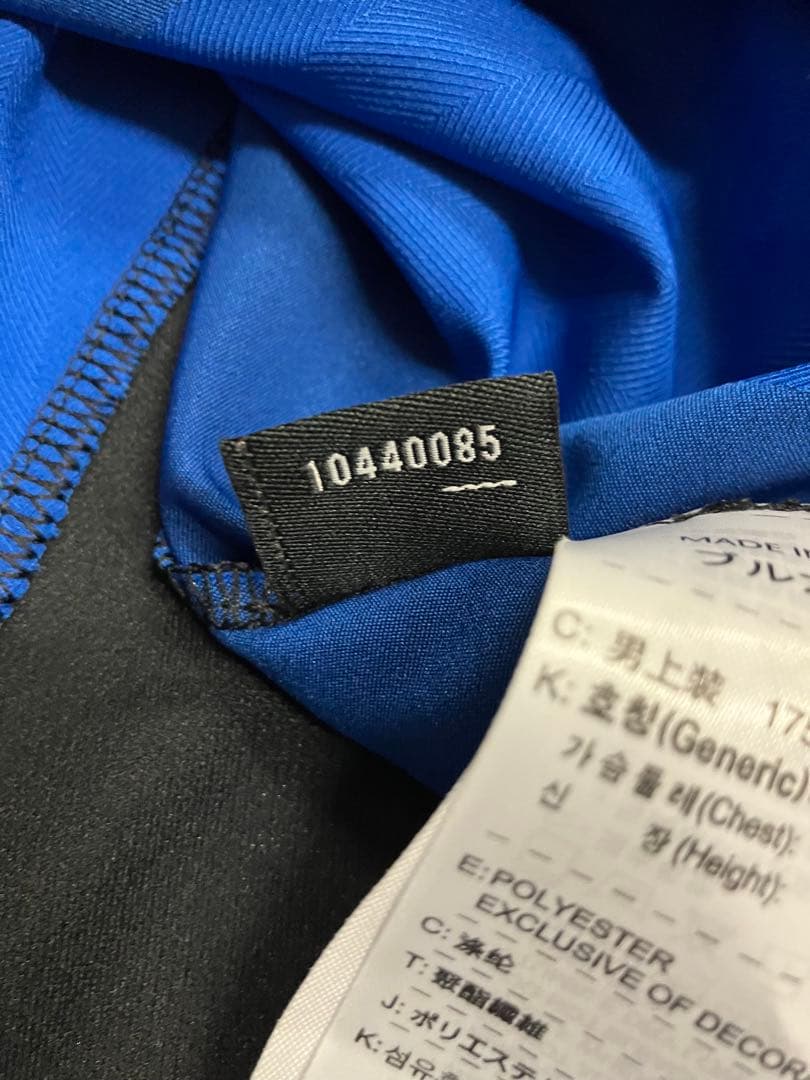 10440085
MADE IN
ブルガ
C: 男上装 175
K: 호칭(Generic)
가슴둘레(Chest):
신 장(Height):
E: POLYESTER
EXCLUSIVE OF DECOR
C: 涤纶
T: 聚酯纖維
J: ポリエステ
K: 섬유